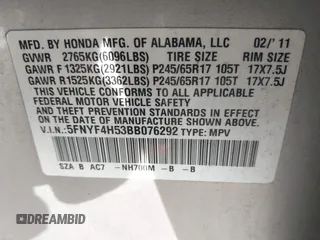 MFD. BY HONDA MFG. OF ALABAMA, LLC 02/'11
GVWR 2765KG(6096LBS) TIRE SIZE RIM SIZE
GAWR F 1325KG(2921LBS) P245/65R17 105T 17X7.5J
GAWR R 1525KG(3362LBS) P245/65R17 105T 17X7.5J
THIS VEHICLE CONFORMS TO ALL APPLICABLE
FEDERAL MOTOR VEHICLE SAFETY AND
THEFT PREVENTION STANDARDS IN EFFECT ON
THE DATE OF MANUFACTURE SHOWN ABOVE.
V.I.N.:5FNYF4H53BB076292 TYPE: MPV
SZA B AC7 -NH700M -B -B
-B
DREAMBID